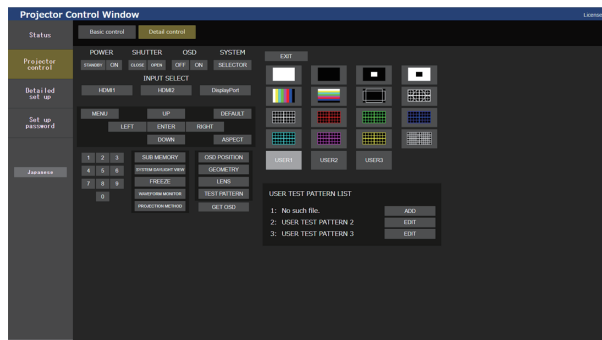 Projector Control Window
License
Status
Basic control
Detail control
Projector
control
Detailed
set up
Set up
password
Japanese
POWER SHUTTER OSD SYSTEM
STANDBY ON CLOSE OPEN OFF ON SELECTOR
INPUT SELECT
HDMI1 HDMI2 DisplayPort
MENU UP DEFAULT
LEFT ENTER RIGHT
DOWN ASPECT
1 2 3
4 5 6
7 8 9
0
SUB MEMORY
SYSTEM DAYLIGHT VIEW
FREEZE
WAVEFORM MONITOR
PROJECTION METHOD
OSD POSITION
GEOMETRY
LENS
TEST PATTERN
GET OSD
EXIT
USER1 USER2 USER3
USER TEST PATTERN LIST
1: No such file. ADD
2: USER TEST PATTERN 2 EDIT
3: USER TEST PATTERN 3 EDIT